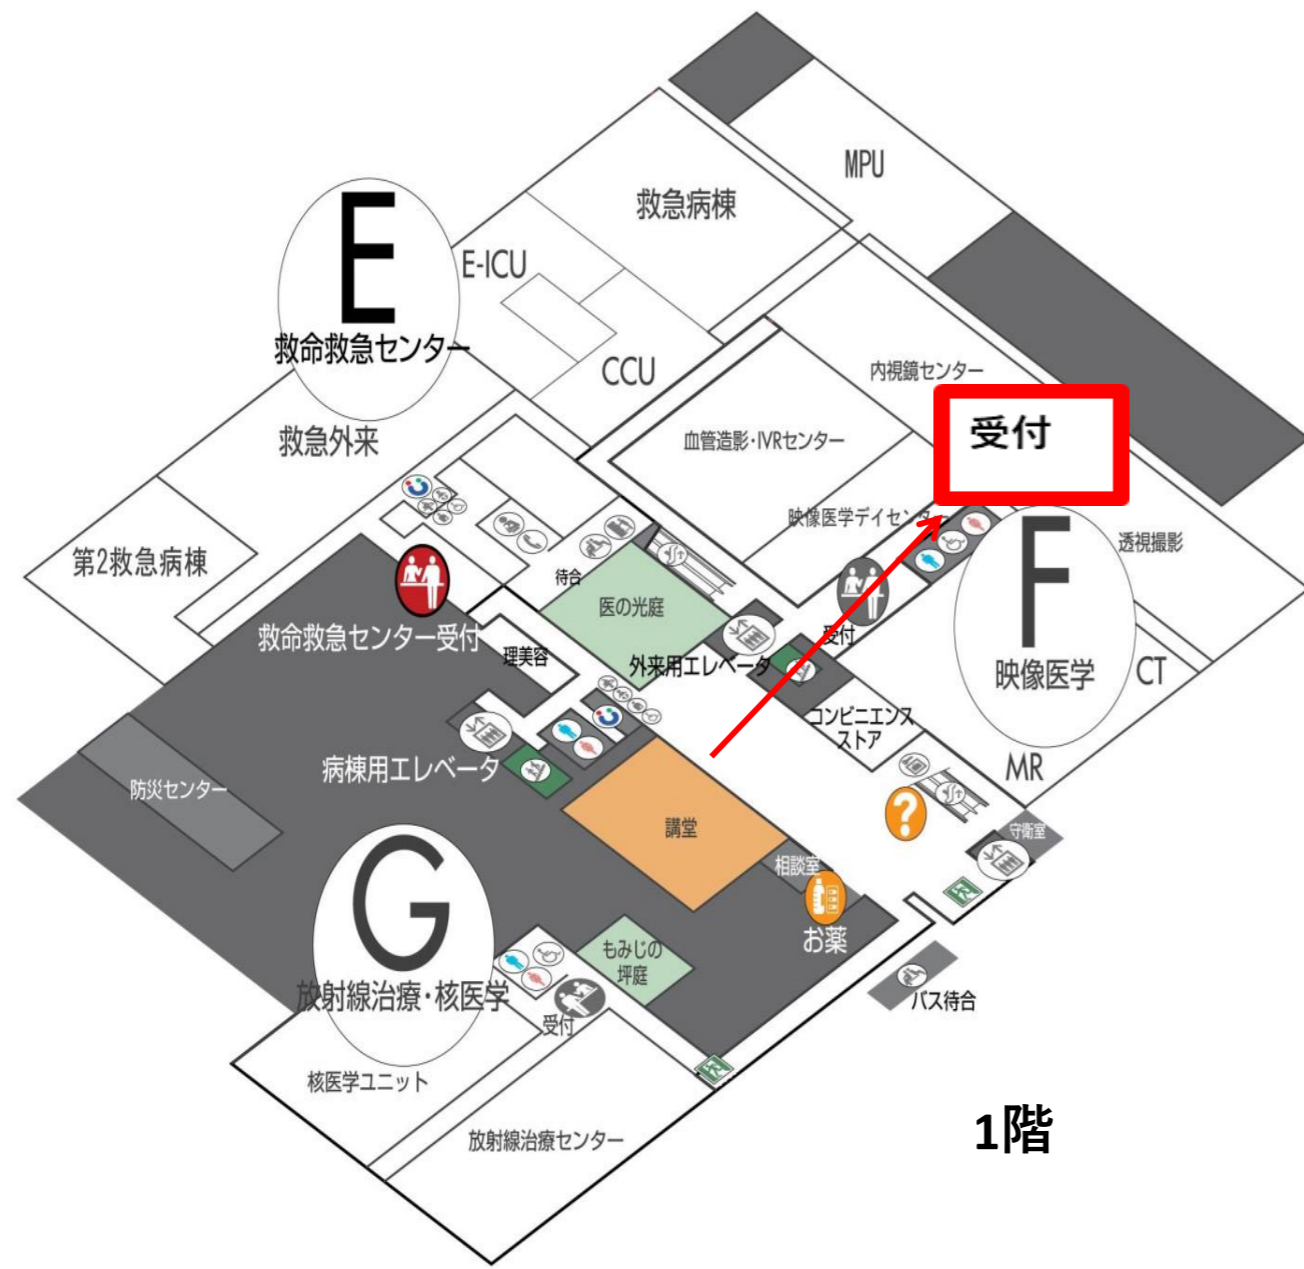 MPU
救急病棟
E
E-ICU
救命救急センター
CCU
内視鏡センター
受付
救急外来
血管造影・IVRセンター
映像医学デイセンター
F
透視撮影
第2救急病棟
待合
医の光庭
受付
救命救急センター受付
理美容
外来用エレベータ
映像医学
CT
コンビニエンス
ストア
病棟用エレベータ
MR
防災センター
講堂
?
守衛室
相談室
G
お薬
もみじの
坪庭
放射線治療・核医学
受付
バス待合
核医学ユニット
放射線治療センター
1階